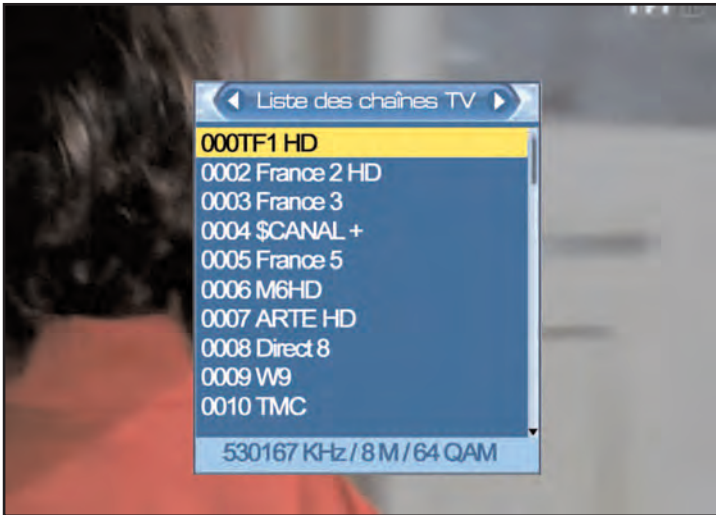 Liste des chaînes TV
000TF1 HD
0002 France 2 HD
0003 France 3
0004 $CANAL +
0005 France 5
0006 M6HD
0007 ARTE HD
0008 Direct 8
0009 W9
0010 TMC
530167 KHz / 8 M / 64 QAM